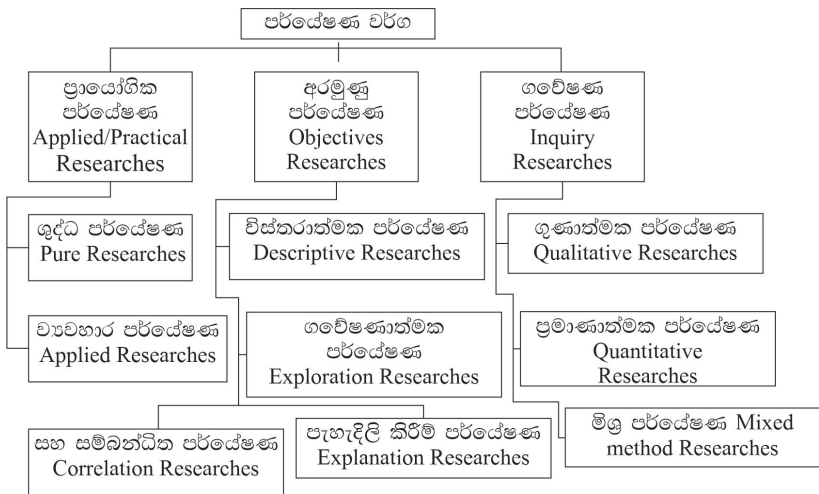 පර්යේෂණ වර්ග
ප්‍රායෝගික
පර්යේෂණ
Applied/Practical
Researches
අරමුණු
පර්යේෂණ
Objectives
Researches
ගවේෂණ
පර්යේෂණ
Inquiry
Researches
ශුද්ධ පර්යේෂණ
Pure Researches
විස්තරාත්මක පර්යේෂණ
Descriptive Researches
ගුණාත්මක පර්යේෂණ
Qualitative Researches
ව්‍යවහාර පර්යේෂණ
Applied Researches
ගවේෂණාත්මක
පර්යේෂණ
Exploration Researches
ප්‍රමාණාත්මක පර්යේෂණ
Quantitative
Researches
සහ සම්බන්ධිත පර්යේෂණ
Correlation Researches
පැහැදිලි කිරීම් පර්යේෂණ
Explanation Researches
මිශ්‍ර පර්යේෂණ Mixed
method Researches